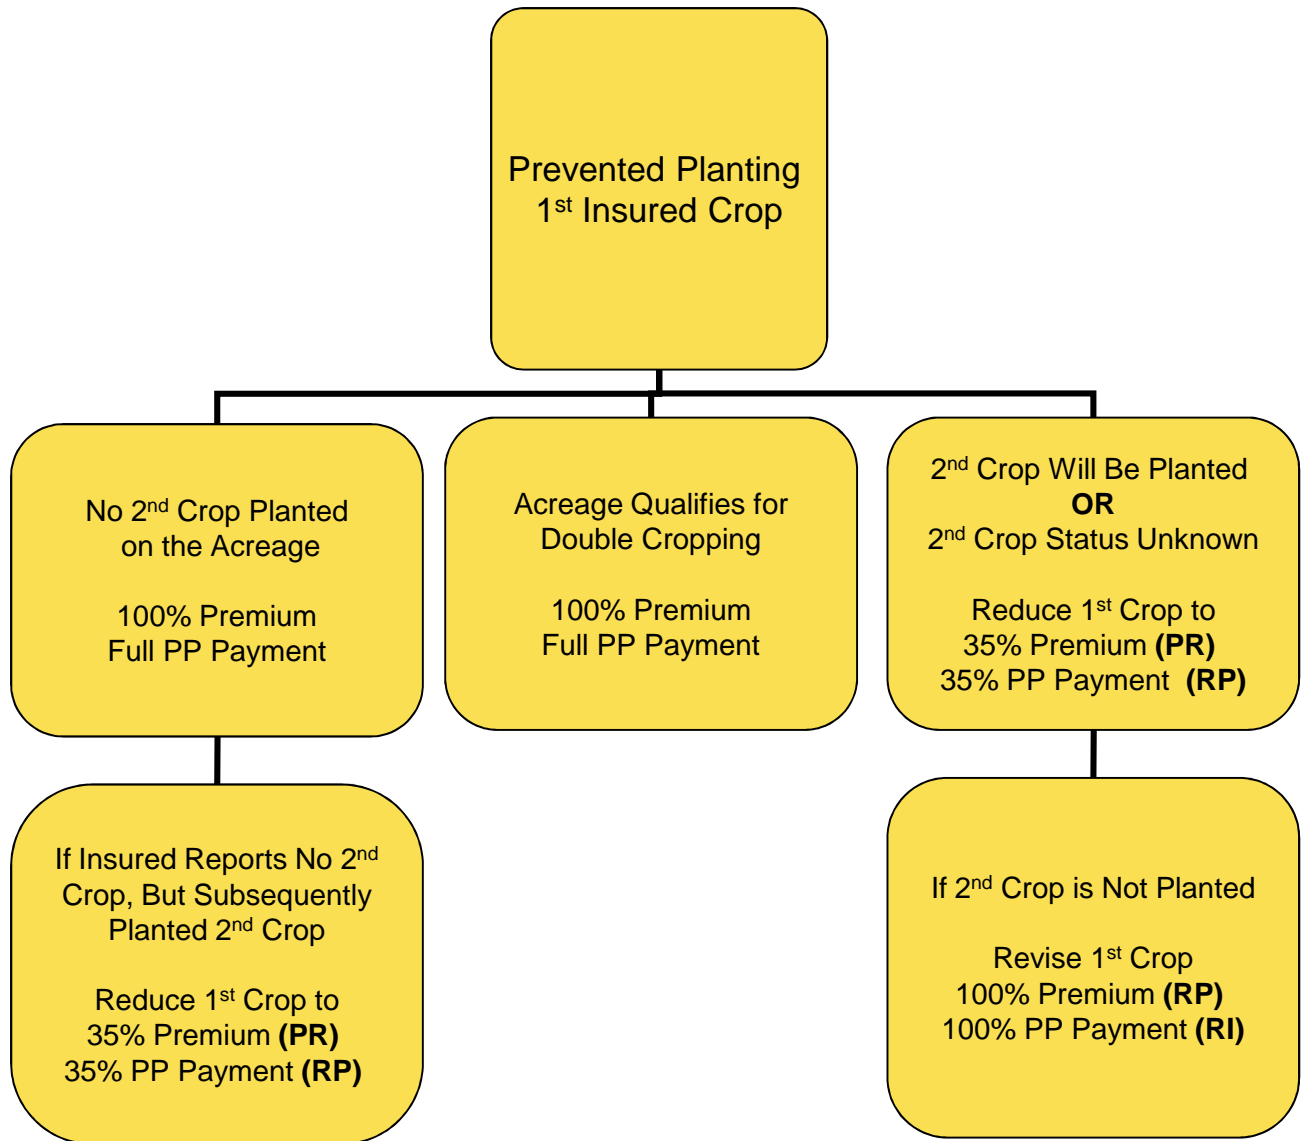 Prevented Planting
1st Insured Crop
No 2nd Crop Planted
on the Acreage
100% Premium
Full PP Payment
Acreage Qualifies for
Double Cropping
100% Premium
Full PP Payment
2nd Crop Will Be Planted
OR
2nd Crop Status Unknown
Reduce 1st Crop to
35% Premium (PR)
35% PP Payment (RP)
If Insured Reports No 2nd
Crop, But Subsequently
Planted 2nd Crop
Reduce 1st Crop to
35% Premium (PR)
35% PP Payment (RP)
If 2nd Crop is Not Planted
Revise 1st Crop
100% Premium (RP)
100% PP Payment (RI)